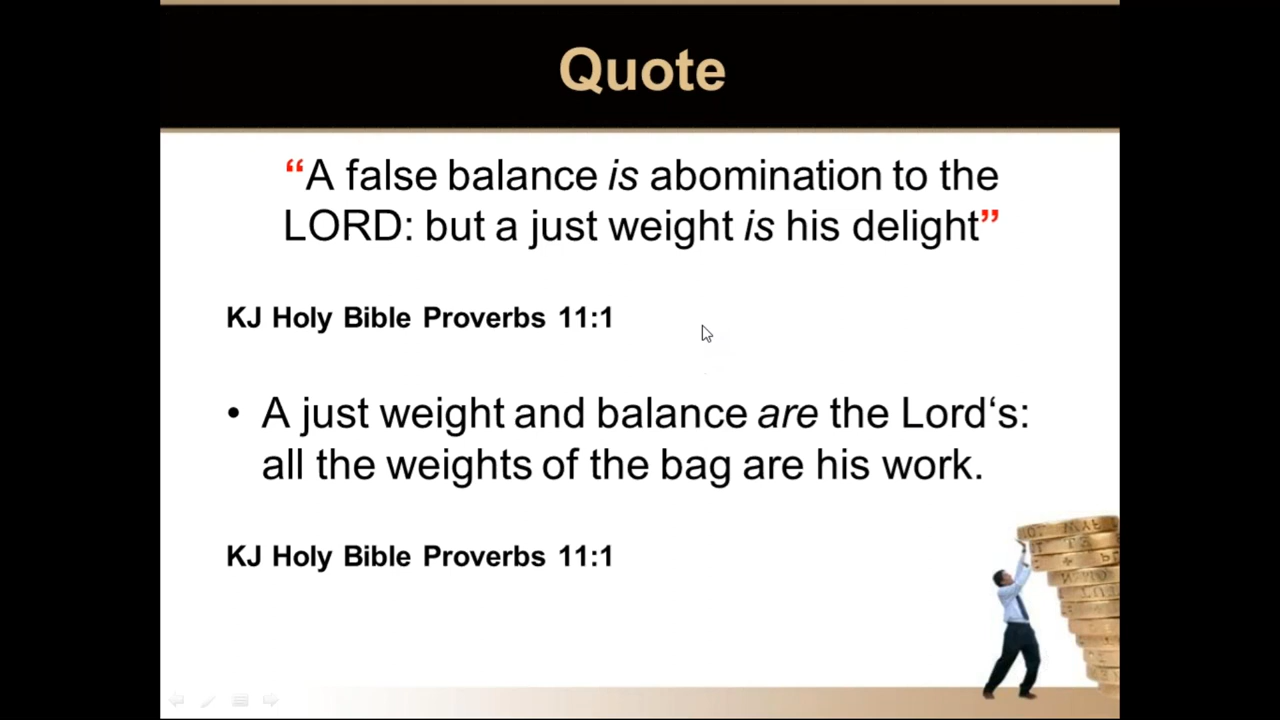 Quote
“A false balance is abomination to the
LORD: but a just weight is his delight”
KJ Holy Bible Proverbs 11:1
• A just weight and balance are the Lord‘s:
all the weights of the bag are his work.
KJ Holy Bible Proverbs 11:1